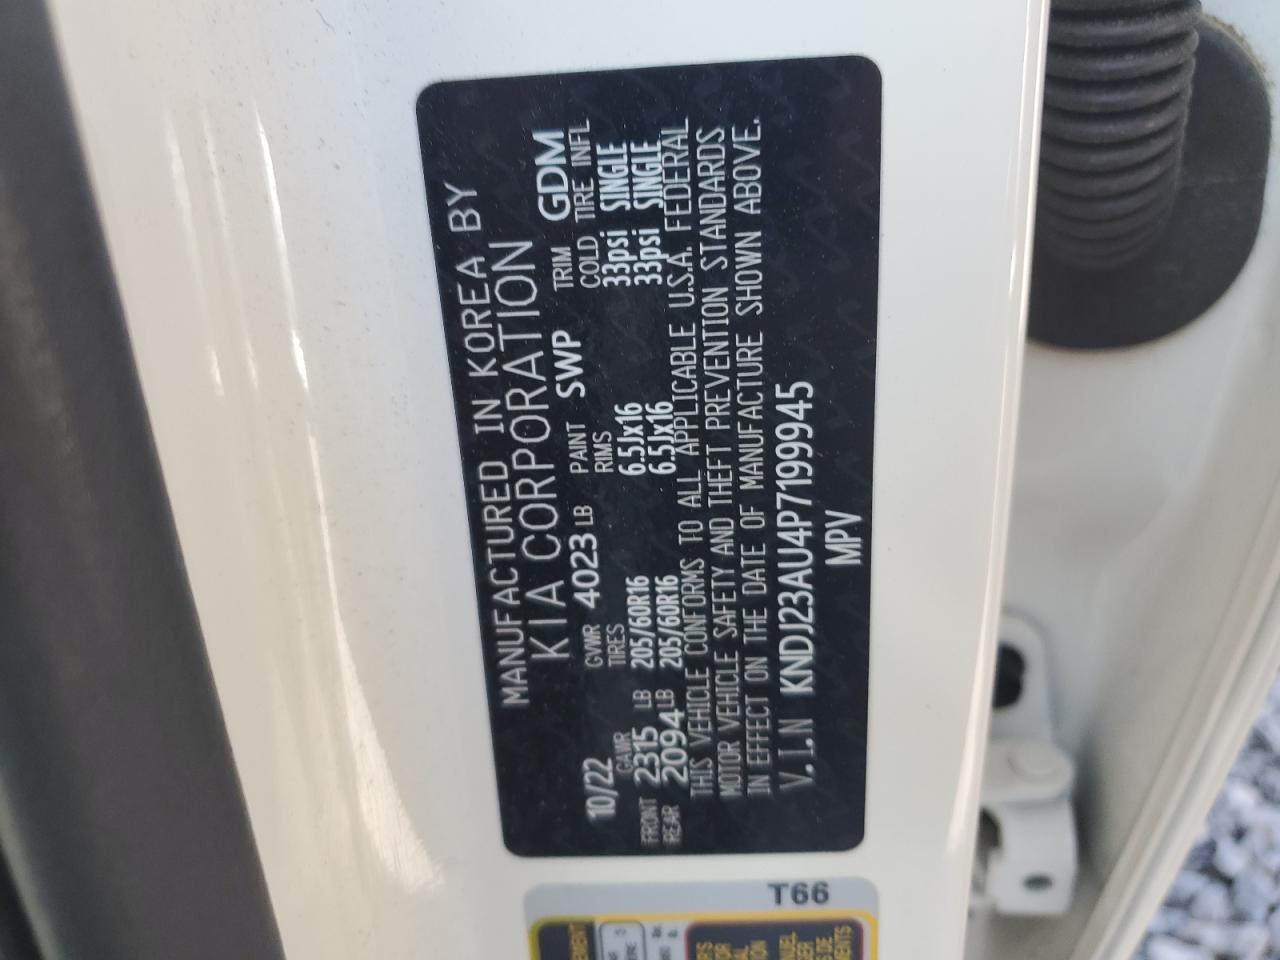 MANUFACTURED IN KOREA BY
KIA CORPORATION
10/22 GVWR 4023 LB PAINT SWP TRIM GDM
GAWR TIRES RIMS COLD TIRE INFL
FRONT 2315 LB 205/60R16 6.5Jx16 33psi SINGLE
REAR 2094 LB 205/60R16 6.5Jx16 33psi SINGLE
THIS VEHICLE CONFORMS TO ALL APPLICABLE U.S.A. FEDERAL
MOTOR VEHICLE SAFETY AND THEFT PREVENTION STANDARDS
IN EFFECT ON THE DATE OF MANUFACTURE SHOWN ABOVE.
V.I.N KNDJ23AU4P7199945
MPV
T66